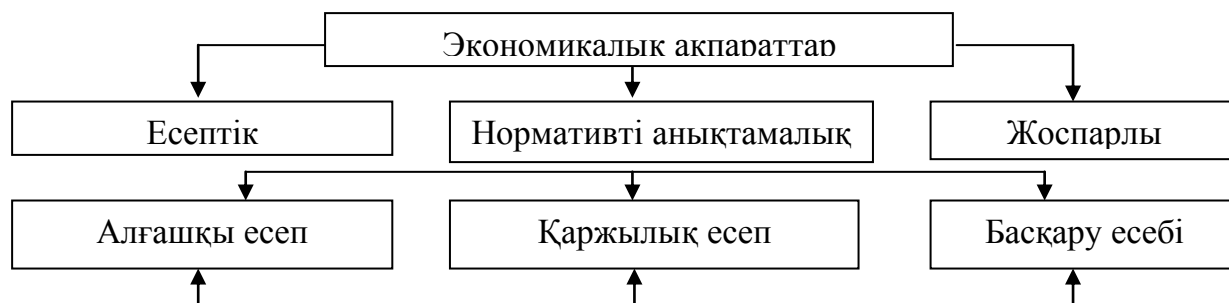 Экономикалық ақпараттар
Есептік
Нормативті анықтамалық
Жоспарлы
Алғашқы есеп
Қаржылық есеп
Басқару есебі